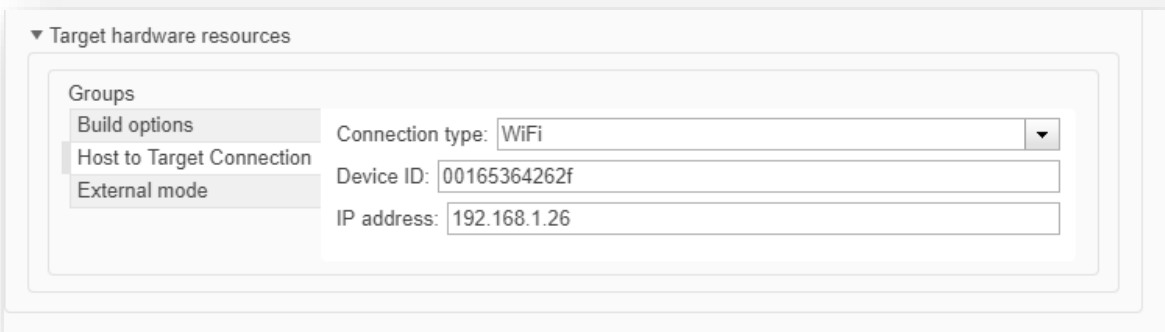 Target hardware resources
Groups
Build options
Host to Target Connection
External mode
Connection type: WiFi
Device ID: 00165364262f
IP address: 192.168.1.26